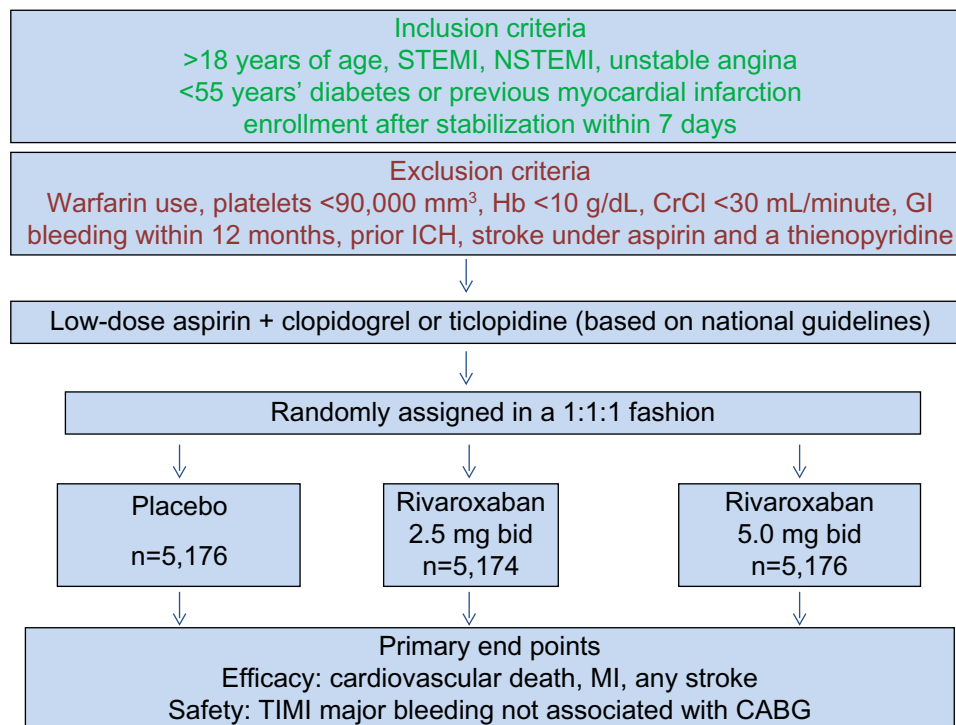 Inclusion criteria
>18 years of age, STEMI, NSTEMI, unstable angina
<55 years’ diabetes or previous myocardial infarction
enrollment after stabilization within 7 days
Exclusion criteria
Warfarin use, platelets <90,000 mm³, Hb <10 g/dL, CrCl <30 mL/minute, GI
bleeding within 12 months, prior ICH, stroke under aspirin and a thienopyridine
Low-dose aspirin + clopidogrel or ticlopidine (based on national guidelines)
Randomly assigned in a 1:1:1 fashion
Placebo
n=5,176
Rivaroxaban
2.5 mg bid
n=5,174
Rivaroxaban
5.0 mg bid
n=5,176
Primary end points
Efficacy: cardiovascular death, MI, any stroke
Safety: TIMI major bleeding not associated with CABG